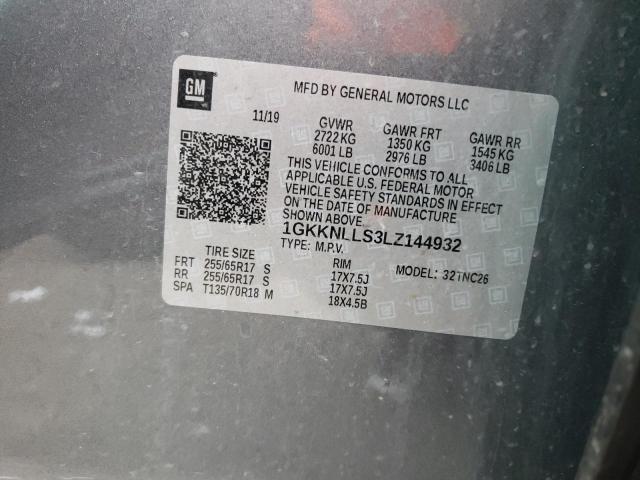 GM
MFD BY GENERAL MOTORS LLC
11/19
GVWR GAWR FRT GAWR RR
2722 KG 1350 KG 1545 KG
6001 LB 2976 LB 3406 LB
THIS VEHICLE CONFORMS TO ALL
APPLICABLE U.S. FEDERAL MOTOR
VEHICLE SAFETY STANDARDS IN EFFECT
ON THE DATE OF MANUFACTURE
SHOWN ABOVE.
1GKKNLLS3LZ144932
TYPE: M.P.V.
TIRE SIZE RIM MODEL: 32TNC26
FRT 255/65R17 S 17X7.5J
RR 255/65R17 S 17X7.5J
SPA T135/70R18 M 18X4.5B